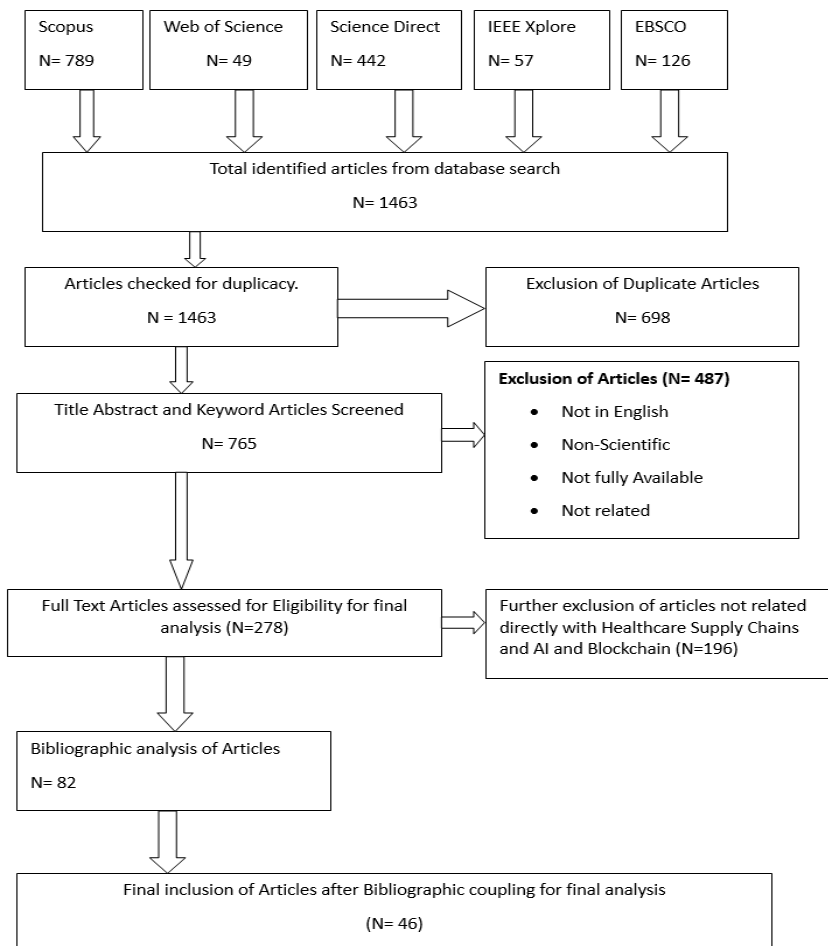 Scopus
N= 789
Web of Science
N= 49
Science Direct
N= 442
IEEE Xplore
N= 57
EBSCO
N= 126
Total identified articles from database search
N= 1463
Articles checked for duplicacy.
N = 1463
Exclusion of Duplicate Articles
N= 698
Title Abstract and Keyword Articles Screened
N= 765
Exclusion of Articles (N= 487)
• Not in English
• Non-Scientific
• Not fully Available
• Not related
Full Text Articles assessed for Eligibility for final
analysis (N=278)
Further exclusion of articles not related
directly with Healthcare Supply Chains
and AI and Blockchain (N=196)
Bibliographic analysis of Articles
N= 82
Final inclusion of Articles after Bibliographic coupling for final analysis
(N= 46)